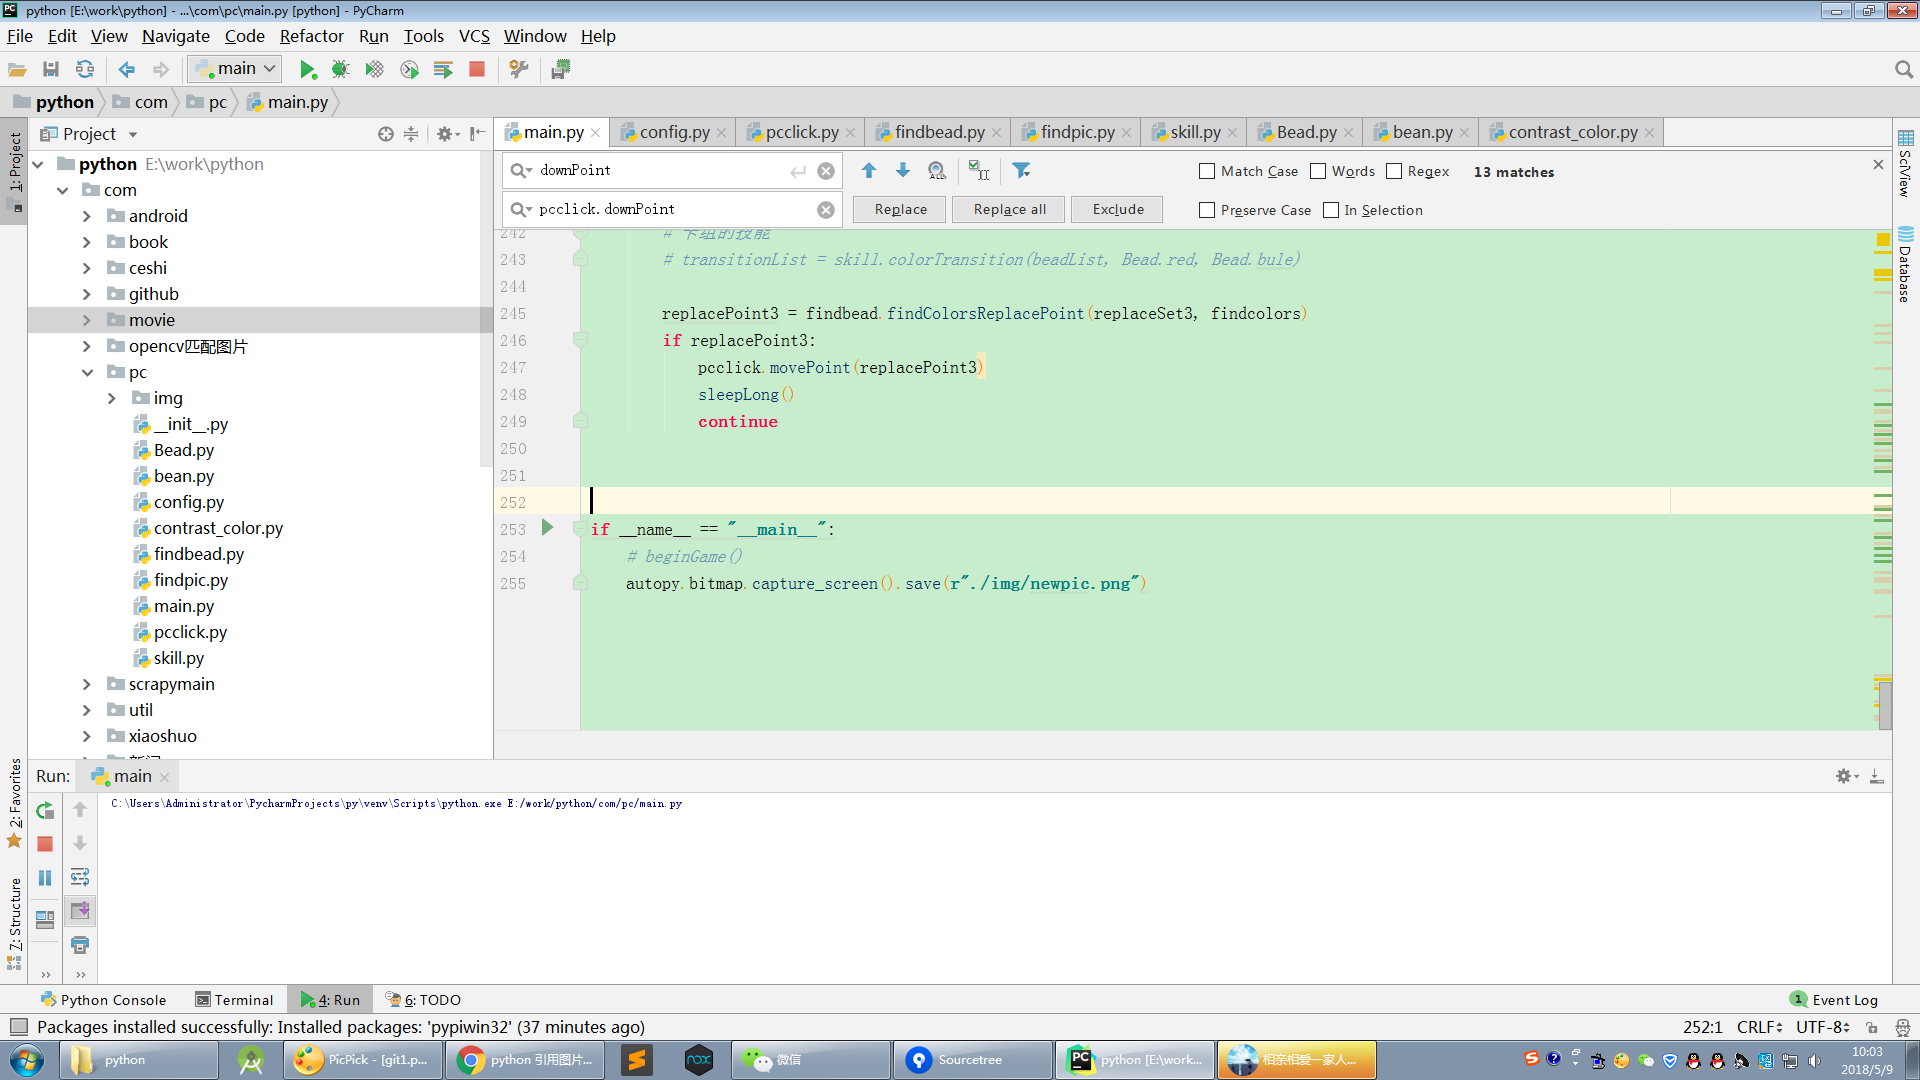 python [E:\work\python] - ...\com\pc\main.py [python] - PyCharm
File Edit View Navigate Code Refactor Run Tools VCS Window Help
main
python com pc main.py
Project
main.py config.py pcclick.py findbead.py findpic.py skill.py Bead.py bean.py contrast_color.py
1: Project
python E:\work\python
com
android
book
ceshi
github
movie
opencv匹配图片
pc
img
__init__.py
Bead.py
bean.py
config.py
contrast_color.py
findbead.py
findpic.py
main.py
pcclick.py
skill.py
scrapymain
util
xiaoshuo
downPoint
Match Case Words Regex 13 matches
pcclick.downPoint
Replace Replace all Exclude Preserve Case In Selection
242 # 卡组的技能
243 # transitionList = skill.colorTransition(beadList, Bead.red, Bead.bule)
244
245 replacePoint3 = findbead.findColorsReplacePoint(replaceSet3, findcolors)
246 if replacePoint3:
247 pcclick.movePoint(replacePoint3)
248 sleepLong()
249 continue
250
251
252
253 if __name__ == "__main__":
254 # beginGame()
255 autopy.bitmap.capture_screen().save(r"./img/newpic.png")
SciView
Database
2: Favorites
7: Structure
Run: main
C:\Users\Administrator\PycharmProjects\py\venv\Scripts\python.exe E:/work/python/com/pc/main.py
Python Console Terminal 4: Run 6: TODO 1 Event Log
Packages installed successfully: Installed packages: 'pypiwin32' (37 minutes ago) 252:1 CRLF UTF-8
python PicPick - [git1.p... python 引用图片... nox 微信 Sourcetree python [E:\work... 相亲相爱一家人...
10:03
2018/5/9